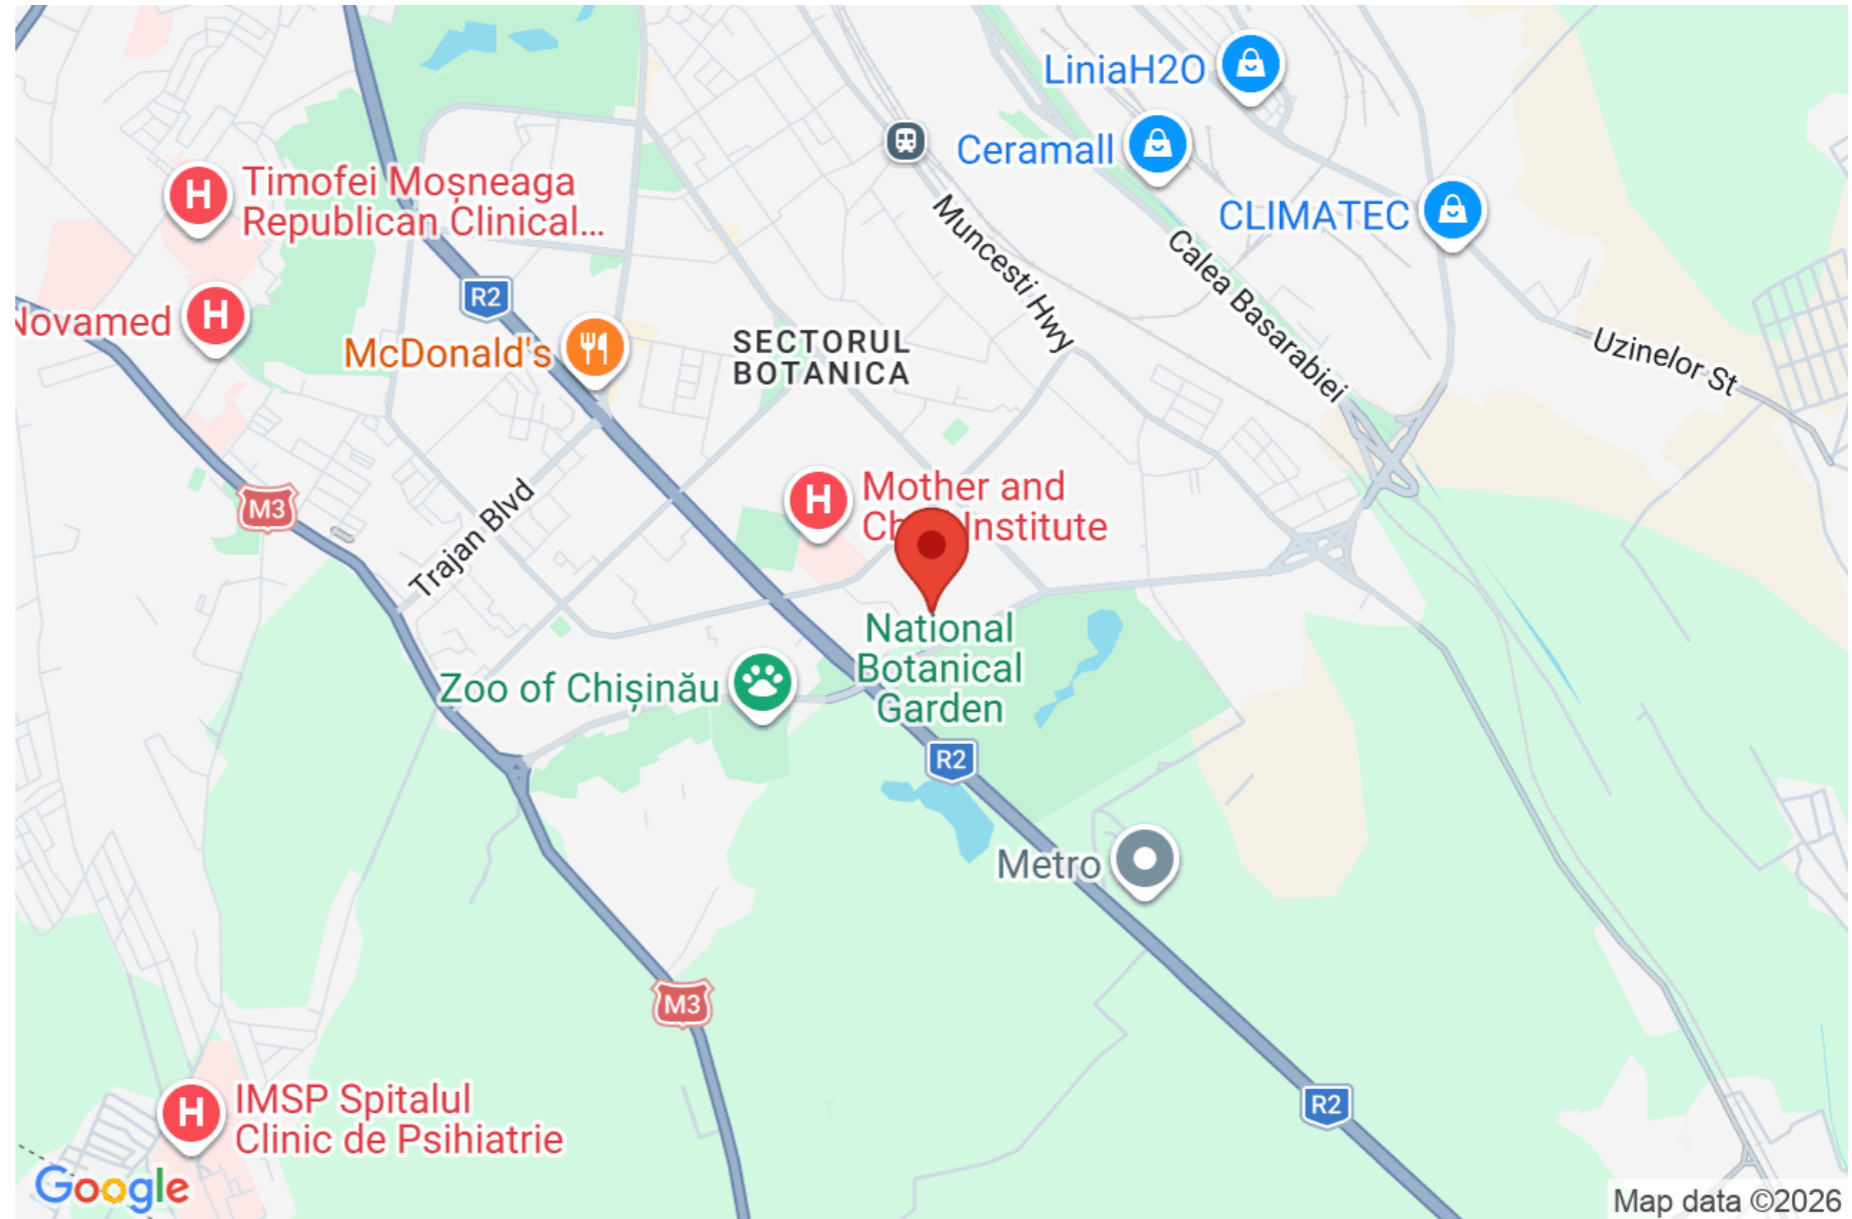 LiniaH2O
Ceramall
CLIMATEC
Timofei Moșneaga
Republican Clinical...
Muncesti Hwy
Calea Basarabiei
R2
Novamed
McDonald's
SECTORUL
BOTANICA
Uzinelor St
M3
Trajan Blvd
Mother and
Institute
National
Botanical
Garden
Zoo of Chișinău
R2
Metro
M3
IMSP Spitalul
Clinic de Psihiatrie
R2
Google
Map data ©2026